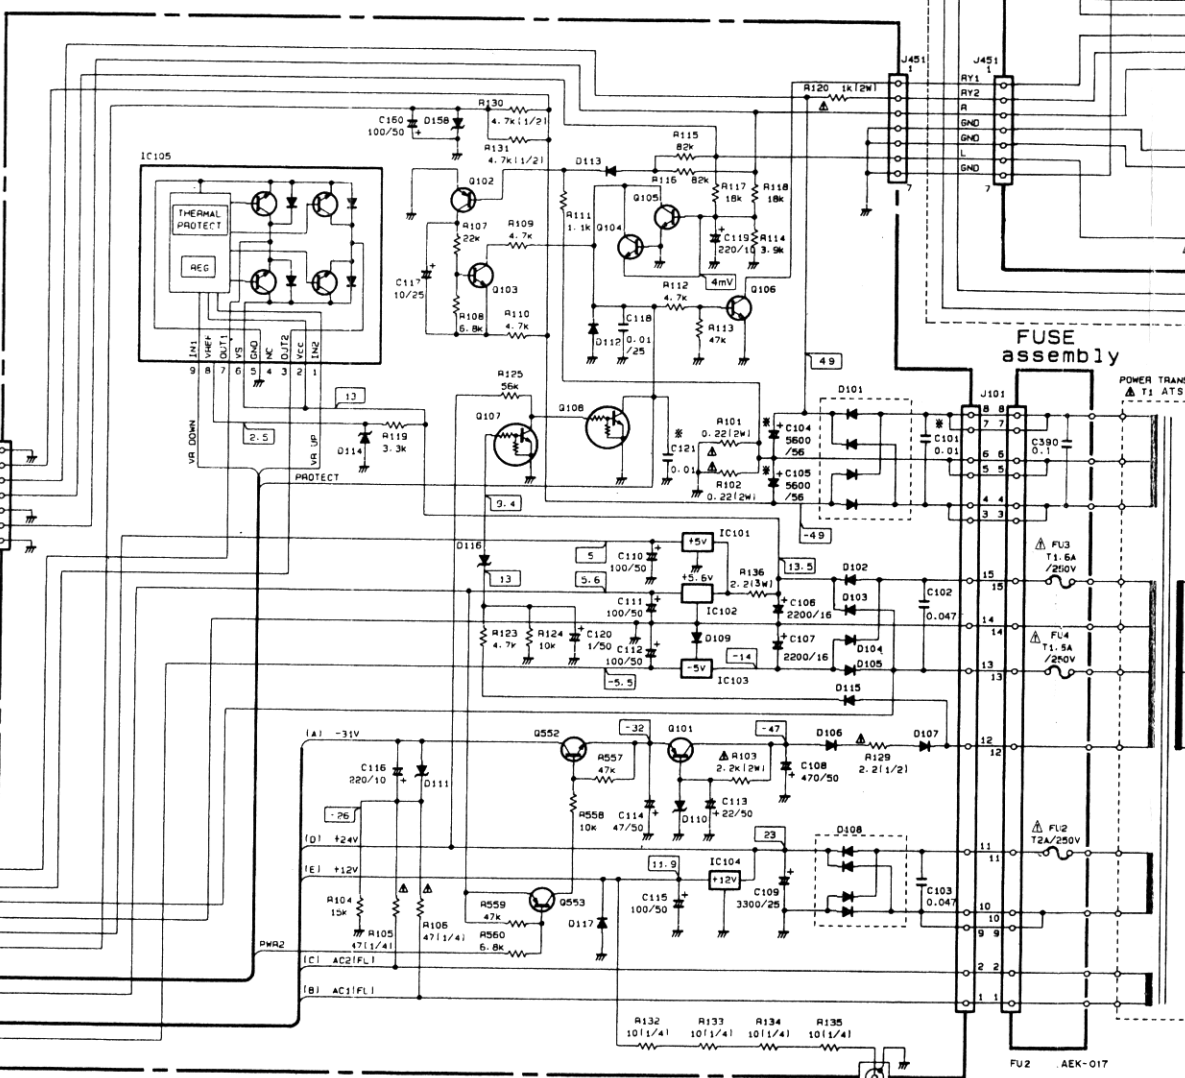 J451
1
J451
1
RY1
RY2
R
GND
GND
L
GND
7
7
R120 1k(2W)
R130
4.7k(1/2)
R131
4.7k(1/2)
C160
100/50
D158
IC105
THERMAL
PROTECT
REG
IN1
VREF
OUT1
VS
GND
NC
OUT2
Vcc
IN2
9
8
7
6
5
4
3
2
1
Q102
R107
22k
R109
4.7k
C117
10/25
Q103
R108
6.8k
R110
4.7k
D113
R111
1.1k
R115
82k
R116
82k
Q105
Q104
R117
18k
R118
18k
C119
220/10
R114
3.9k
4mV
R112
4.7k
Q106
C118
0.01
/25
D112
R113
47k
49
FUSE
assembly
POWER TRANS
T1 ATS
13
2.5
D114
R119
3.3k
VR DOWN
VR UP
PROTECT
R125
56k
Q107
Q108
C121
0.01
R101
0.22(2W)
R102
0.22(2W)
C104
5600
/56
C105
5600
/56
D101
C101
0.01
J101
8 8
7 7
6 6
5 5
4 4
3 3
C390
0.1
9.4
-49
D116
13
5
5.6
C110
100/50
IC101
+5V
+5.6V
IC102
R136
2.2(3W)
13.5
C111
100/50
C112
100/50
D109
-5V
IC103
-14
-5.5
C106
2200/16
C107
2200/16
D102
D103
D104
D105
D115
C102
0.047
15
15
14
14
13
13
12
12
FU3
T1.6A
/250V
FU4
T1.6A
/250V
R123
4.7k
R124
10k
C120
1/50
(A) -31V
C116
220/10
D111
-26
Q552
R557
47k
R558
10k
-32
C114
47/50
Q101
R103
2.2k(2W)
D110
C113
22/50
-47
C108
470/50
D106
R129
2.2(1/2)
D107
(D) +24V
(E) +12V
23
11.9
IC104
+12V
C109
3300/25
C115
100/50
D108
C103
0.047
11
11
10
10
9 9
FU2
T2A/250V
R104
15k
R105
47(1/4)
R106
47(1/4)
R559
47k
R560
6.8k
Q553
D117
PWR2
(C) AC2(FL)
(B) AC1(FL)
2 2
1 1
R132
10(1/4)
R133
10(1/4)
R134
10(1/4)
R135
10(1/4)
FU2 AEK-017